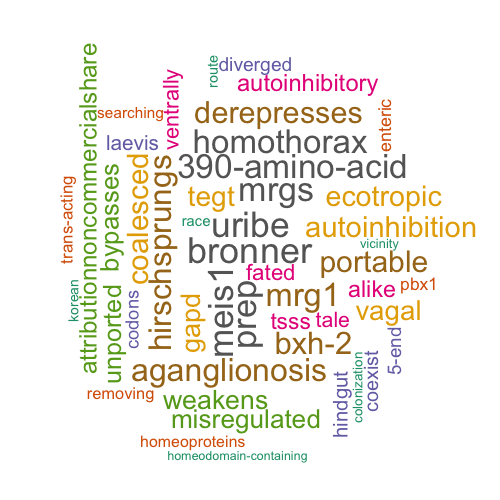 route
diverged
autoinhibitory
searching
derepresses
enteric
laevis
ventrally
homothorax
390-amino-acid
attributionnoncommercialshare
bypasses
coalesced
hirschsprungs
tegt
mrgs
ecotropic
trans-acting
race
uribe
autoinhibition
vicinity
bronner
portable
fated
alike
pbx1
korean
unported
codons
gapd
meis1
prep
mrg1
vagal
tsss
tale
bxh-2
5-end
aganglionosis
coexist
removing
weakens
hindgut
colonization
misregulated
homeoproteins
homeodomain-containing